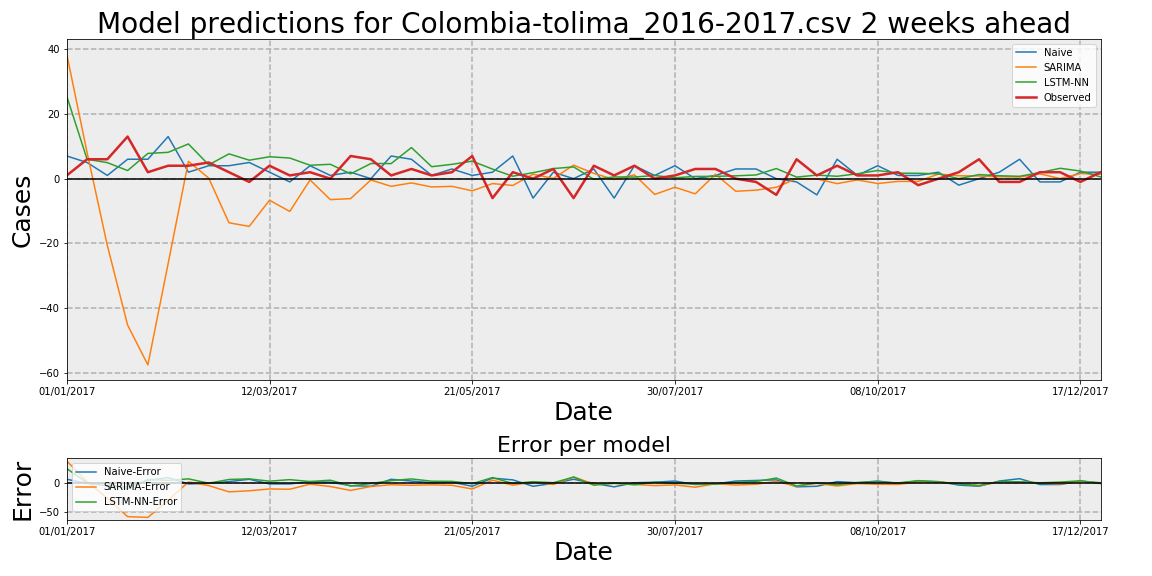 Model predictions for Colombia-tolima_2016-2017.csv 2 weeks ahead
Cases
40
20
0
−20
−40
−60
Naive
SARIMA
LSTM-NN
Observed
01/01/2017 12/03/2017 21/05/2017 30/07/2017 08/10/2017 17/12/2017
Date
Error per model
Error
0
−50
Naive-Error
SARIMA-Error
LSTM-NN-Error
01/01/2017 12/03/2017 21/05/2017 30/07/2017 08/10/2017 17/12/2017
Date